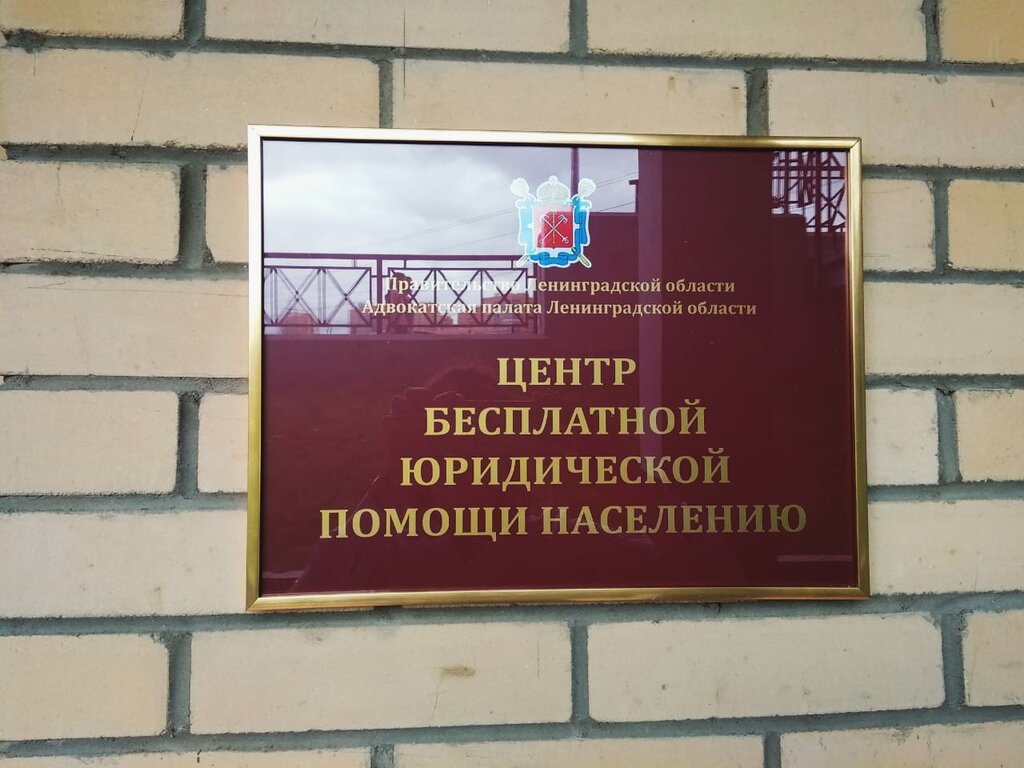 Правительство Ленинградской области
Адвокатская палата Ленинградской области
ЦЕНТР
БЕСПЛАТНОЙ
ЮРИДИЧЕСКОЙ
ПОМОЩИ НАСЕЛЕНИЮ